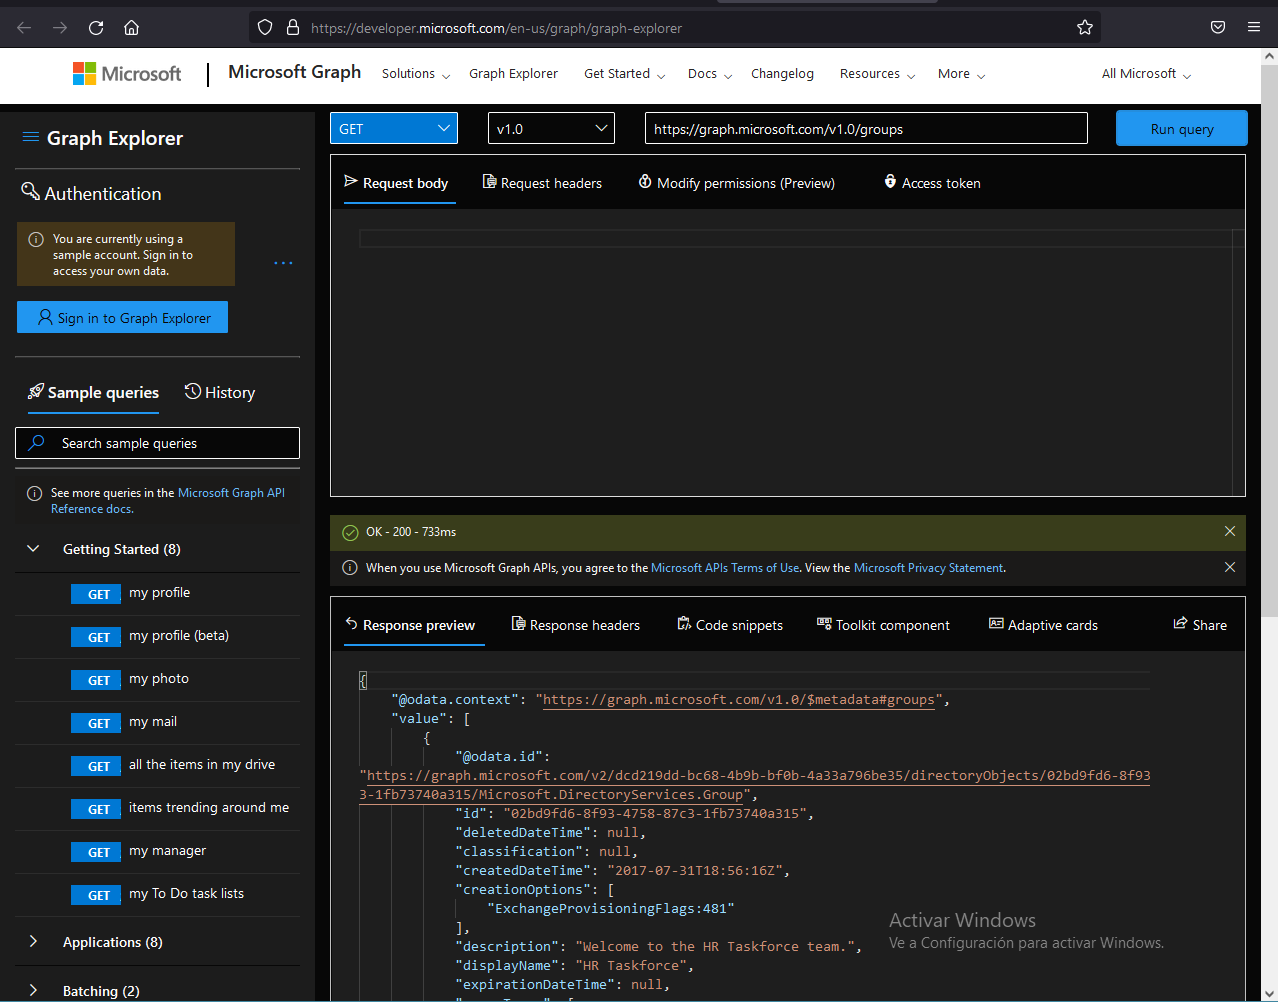 https://developer.microsoft.com/en-us/graph/graph-explorer
Microsoft
Microsoft Graph
Solutions
Graph Explorer
Get Started
Docs
Changelog
Resources
More
All Microsoft
Graph Explorer
Authentication
You are currently using a
sample account. Sign in to
access your own data.
...
Sign in to Graph Explorer
Sample queries
History
Search sample queries
See more queries in the Microsoft Graph API
Reference docs.
Getting Started (8)
GET my profile
GET my profile (beta)
GET my photo
GET my mail
GET all the items in my drive
GET items trending around me
GET my manager
GET my To Do task lists
Applications (8)
Batching (2)
GET
v1.0
https://graph.microsoft.com/v1.0/groups
Run query
Request body
Request headers
Modify permissions (Preview)
Access token
OK - 200 - 733ms
When you use Microsoft Graph APIs, you agree to the Microsoft APIs Terms of Use. View the Microsoft Privacy Statement.
Response preview
Response headers
Code snippets
Toolkit component
Adaptive cards
Share
{
"@odata.context": "https://graph.microsoft.com/v1.0/$metadata#groups",
"value": [
{
"@odata.id":
"https://graph.microsoft.com/v2/dcd219dd-bc68-4b9b-bf0b-4a33a796be35/directoryObjects/02bd9fd6-8f93
3-1fb73740a315/Microsoft.DirectoryServices.Group",
"id": "02bd9fd6-8f93-4758-87c3-1fb73740a315",
"deletedDateTime": null,
"classification": null,
"createdDateTime": "2017-07-31T18:56:16Z",
"creationOptions": [
"ExchangeProvisioningFlags:481"
],
"description": "Welcome to the HR Taskforce team.",
"displayName": "HR Taskforce",
"expirationDateTime": null,
Activar Windows
Ve a Configuración para activar Windows.